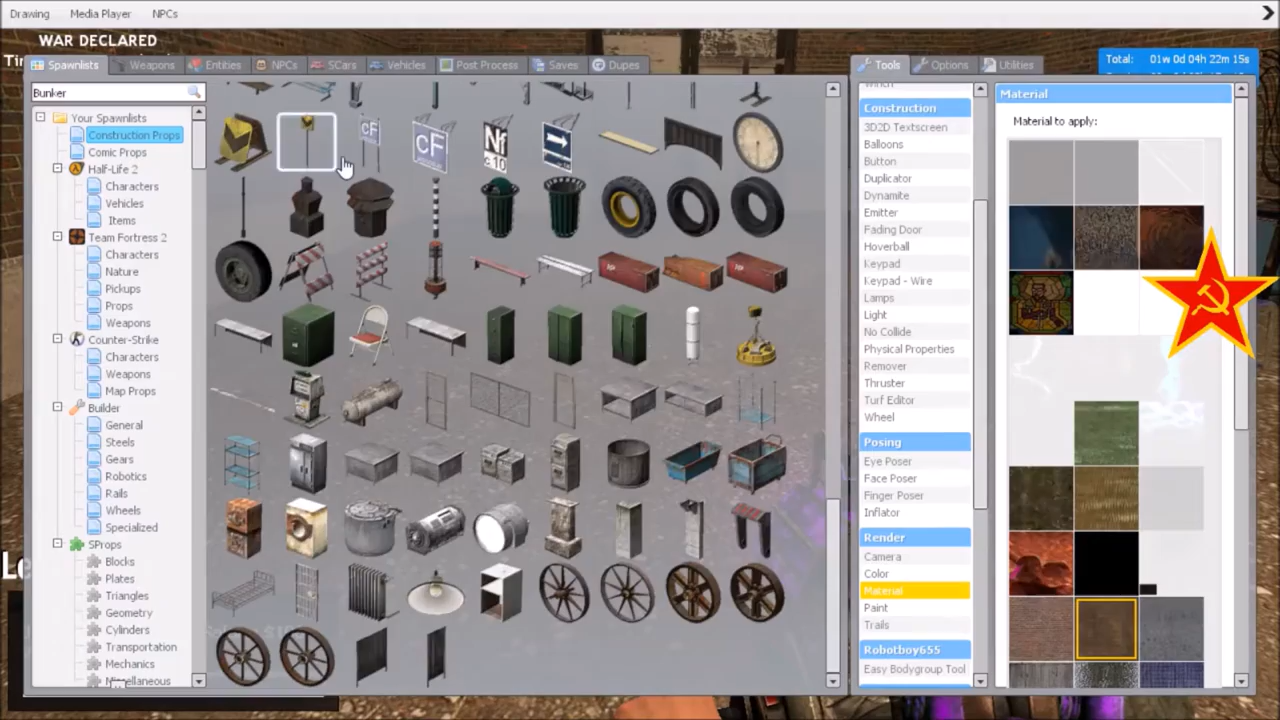 Drawing Media Player NPCs
WAR DECLARED
Total: 01w 0d 04h 22m 15s
Spawnlists Weapons Entities NPCs SCars Vehicles Post Process Saves Dupes
Tools Options Utilities
Bunker
Your Spawnlists
Construction Props
Comic Props
Half-Life 2
Characters
Vehicles
Items
Team Fortress 2
Characters
Nature
Pickups
Props
Weapons
Counter-Strike
Characters
Weapons
Map Props
Builder
General
Steels
Gears
Robotics
Rails
Wheels
Specialized
SProps
Blocks
Plates
Triangles
Geometry
Cylinders
Transportation
Mechanics
Miscellaneous
CF
CF
Nf
Construction
3D2D Textscreen
Balloons
Button
Duplicator
Dynamite
Emitter
Fading Door
Hoverball
Keypad
Keypad - Wire
Lamps
Light
No Collide
Physical Properties
Remover
Thruster
Turf Editor
Wheel
Posing
Eye Poser
Face Poser
Finger Poser
Inflator
Render
Camera
Color
Material
Paint
Trails
Robotboy655
Easy Bodygroup Tool
Material
Material to apply: